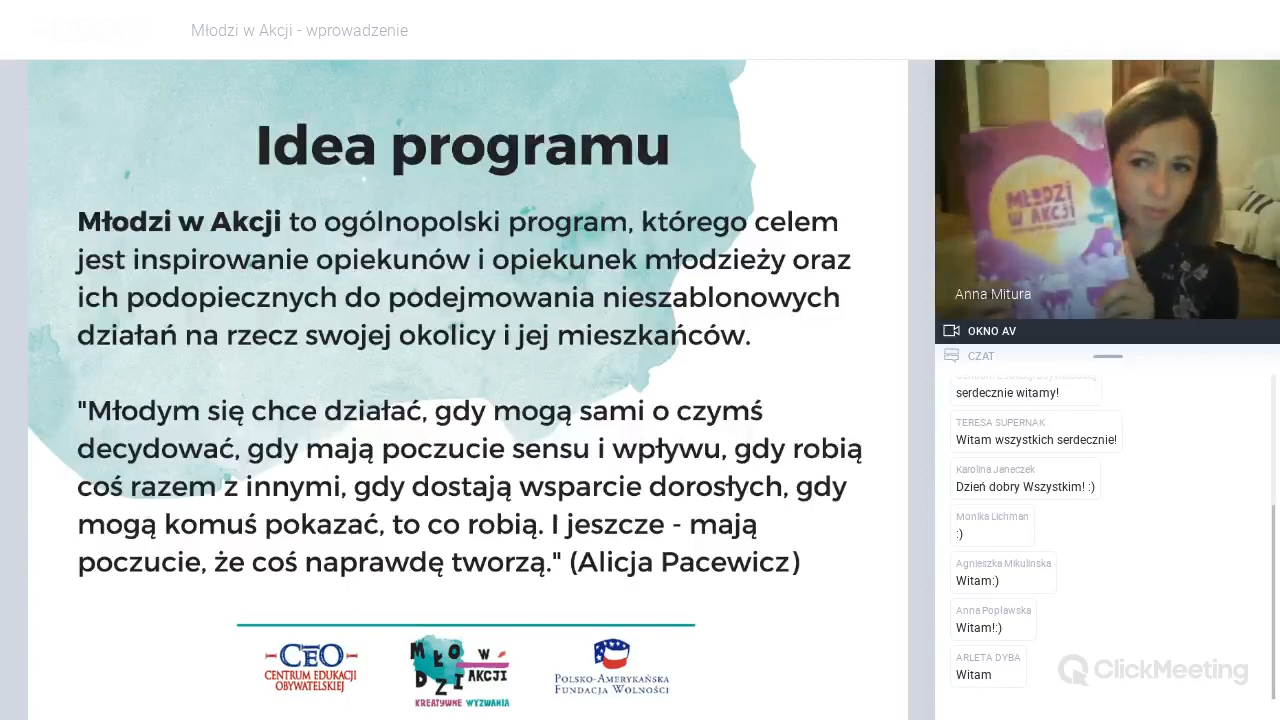 Młodzi w Akcji - wprowadzenie
Idea programu
Młodzi w Akcji to ogólnopolski program, którego celem
jest inspirowanie opiekunów i opiekunek młodzieży oraz
ich podopiecznych do podejmowania nieszablonowych
działań na rzecz swojej okolicy i jej mieszkańców.
"Młodym się chce działać, gdy mogą sami o czymś
decydować, gdy mają poczucie sensu i wpływu, gdy robią
coś razem z innymi, gdy dostają wsparcie dorosłych, gdy
mogą komuś pokazać, to co robią. I jeszcze - mają
poczucie, że coś naprawdę tworzą." (Alicja Pacewicz)
CEO
CENTRUM EDUKACJI
OBYWATELSKIEJ
MŁODZI W AKCJI
KREATYWNE WYZWANIA
POLSKO-AMERYKAŃSKA
FUNDACJA WOLNOŚCI
MŁODZI
W AKCJI
Anna Mitura
OKNO AV
CZAT
serdecznie witamy!
TERESA SUPERNAK
Witam wszystkich serdecznie!
Karolina Janeczek
Dzień dobry Wszystkim! :)
Monika Lichman
:)
Agnieszka Mikulinska
Witam:)
Anna Popławska
Witam!:)
ARLETA DYBA
Witam
ClickMeeting